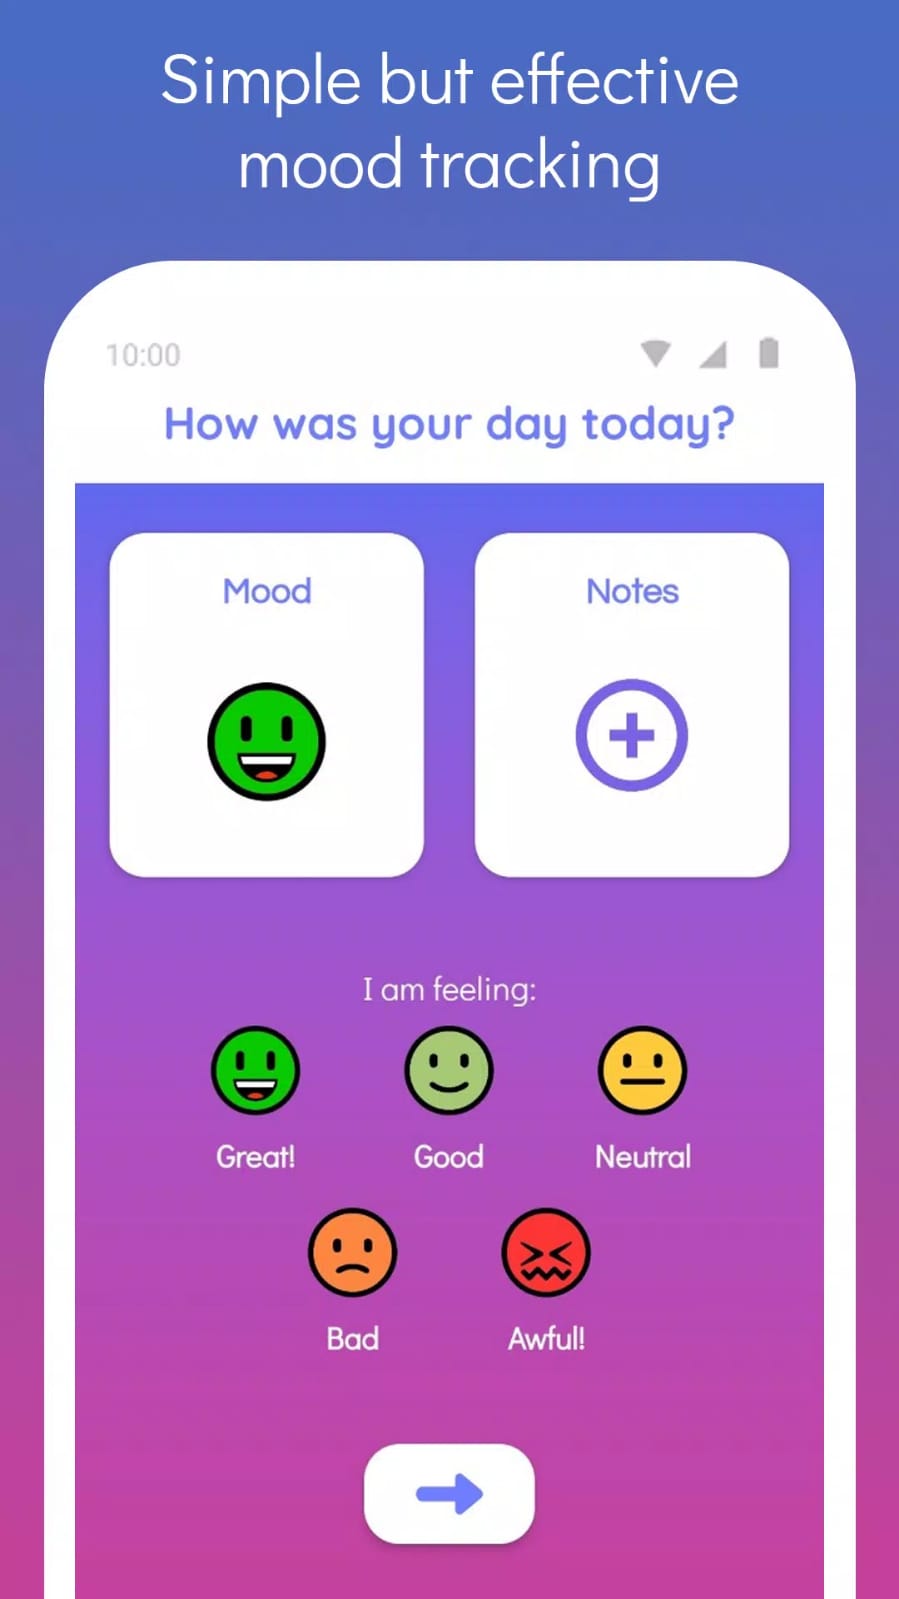 Simple but effective
mood tracking
10:00
How was your day today?
Mood
Notes
I am feeling:
Great!
Good
Neutral
Bad
Awful!